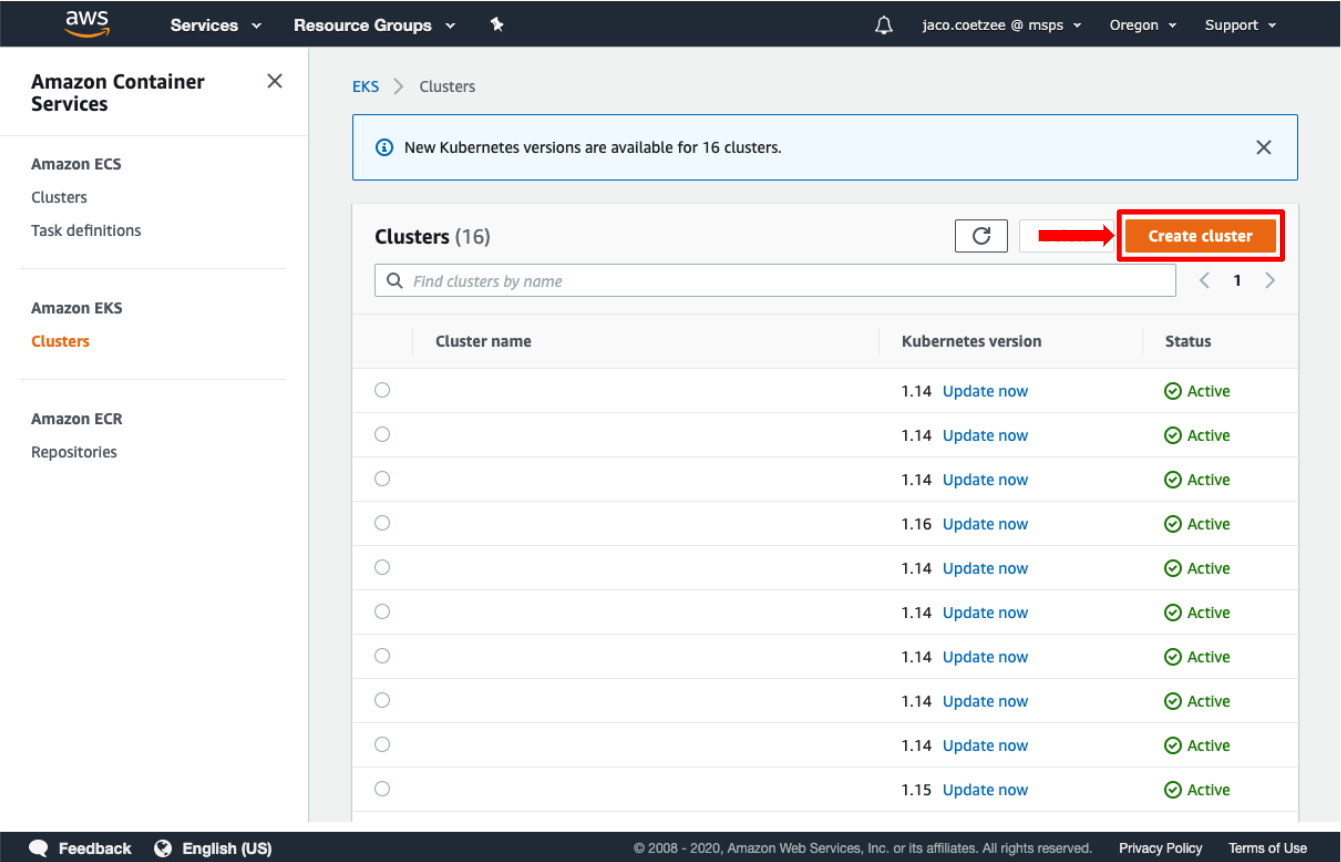 aws Services Resource Groups jaco.coetzee @ msps Oregon Support
Amazon Container
Services
Amazon ECS
Clusters
Task definitions
Amazon EKS
Clusters
Amazon ECR
Repositories
EKS > Clusters
New Kubernetes versions are available for 16 clusters.
Clusters (16)
Create cluster
Find clusters by name
1
Cluster name Kubernetes version Status
1.14 Update now Active
1.14 Update now Active
1.14 Update now Active
1.16 Update now Active
1.14 Update now Active
1.14 Update now Active
1.14 Update now Active
1.14 Update now Active
1.14 Update now Active
1.15 Update now Active
Feedback English (US) © 2008 - 2020, Amazon Web Services, Inc. or its affiliates. All rights reserved. Privacy Policy Terms of Use